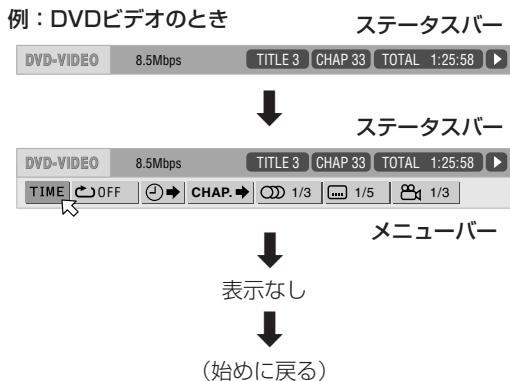 例：DVDビデオのとき
ステータスバー
DVD-VIDEO 8.5Mbps TITLE 3 CHAP 33 TOTAL 1:25:58
ステータスバー
DVD-VIDEO 8.5Mbps TITLE 3 CHAP 33 TOTAL 1:25:58
TIME OFF CHAP. 1/3 1/5 1/3
メニューバー
表示なし
（始めに戻る）